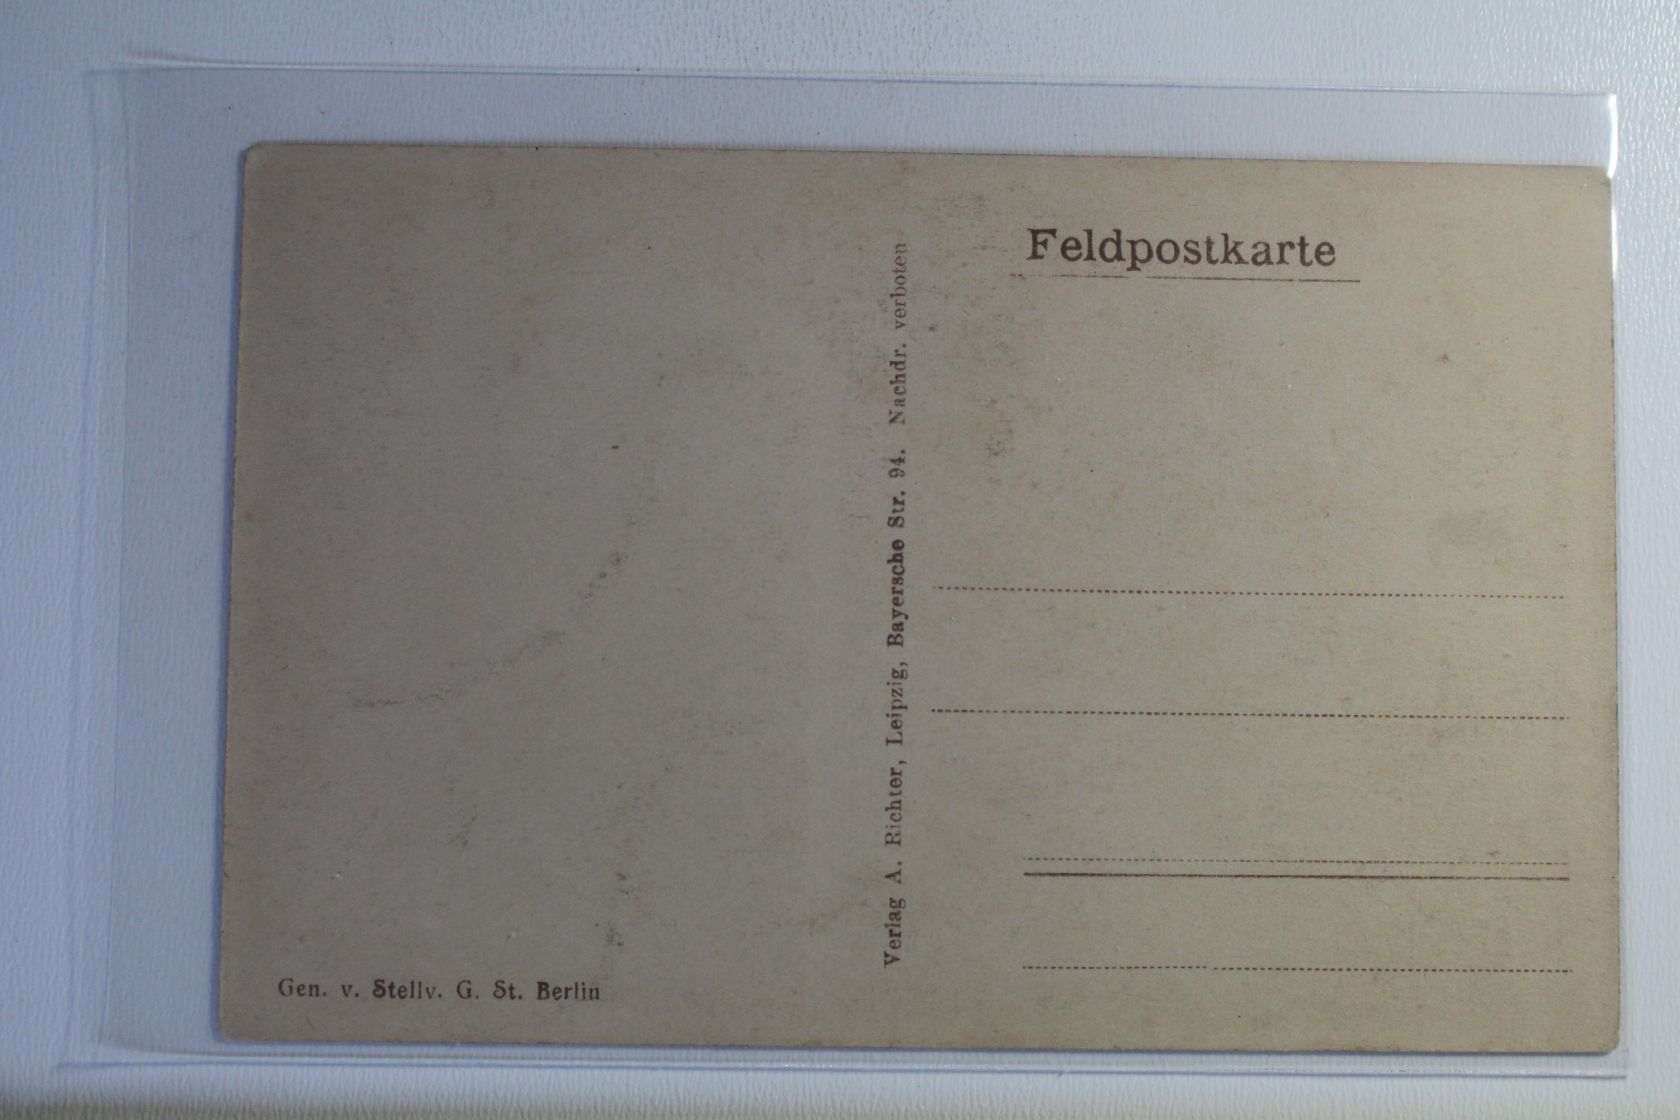 Feldpostkarte
Verlag A. Richter, Leipzig, Bayersche Str. 94. Nachdr. verboten
Gen. v. Stellv. G. St. Berlin